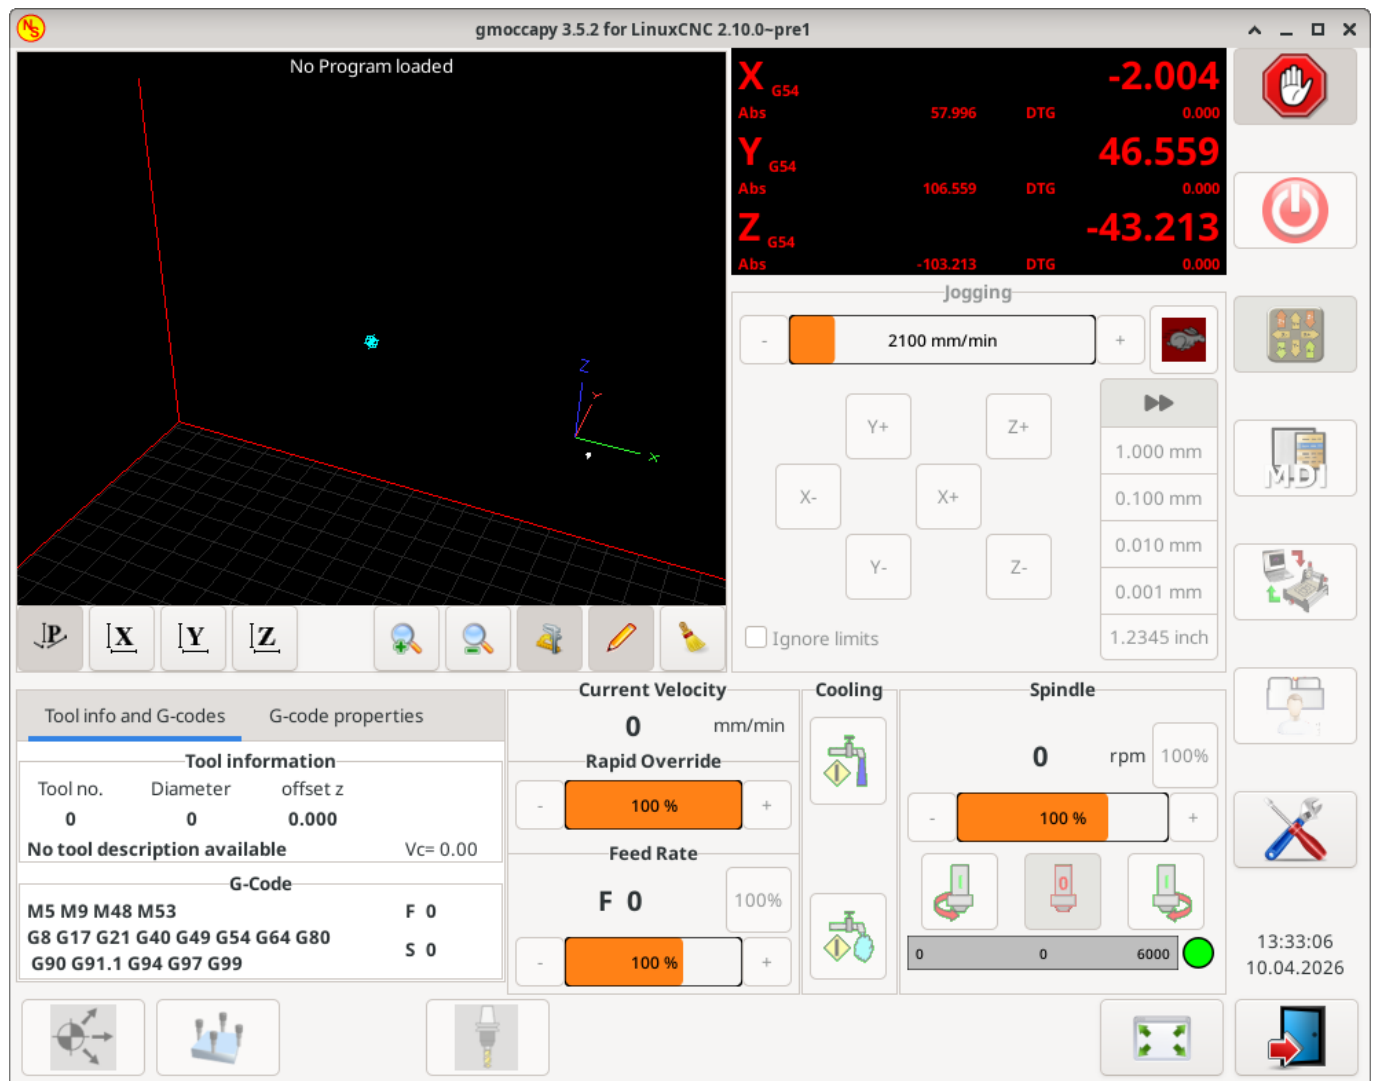 gmoccapy 3.5.2 for LinuxCNC 2.10.0~pre1
No Program loaded
Z
Y
X
X G54 -2.004
Abs 57.996 DTG 0.000
Y G54 46.559
Abs 106.559 DTG 0.000
Z G54 -43.213
Abs -103.213 DTG 0.000
Jogging
- 2100 mm/min +
Y+ Z+
X- X+
Y- Z-
1.000 mm
0.100 mm
0.010 mm
0.001 mm
1.2345 inch
Ignore limits
MDI
P X Y Z
Tool info and G-codes G-code properties
Tool information
Tool no. Diameter offset z
0 0 0.000
No tool description available Vc= 0.00
G-Code
M5 M9 M48 M53 F 0
G8 G17 G21 G40 G49 G54 G64 G80
S 0
G90 G91.1 G94 G97 G99
Current Velocity
0 mm/min
Rapid Override
- 100 % +
Feed Rate
F 0 100%
- 100 % +
Cooling
Spindle
0 rpm 100%
- 100 % +
I 0 I
0 0 6000
13:33:06
10.04.2026